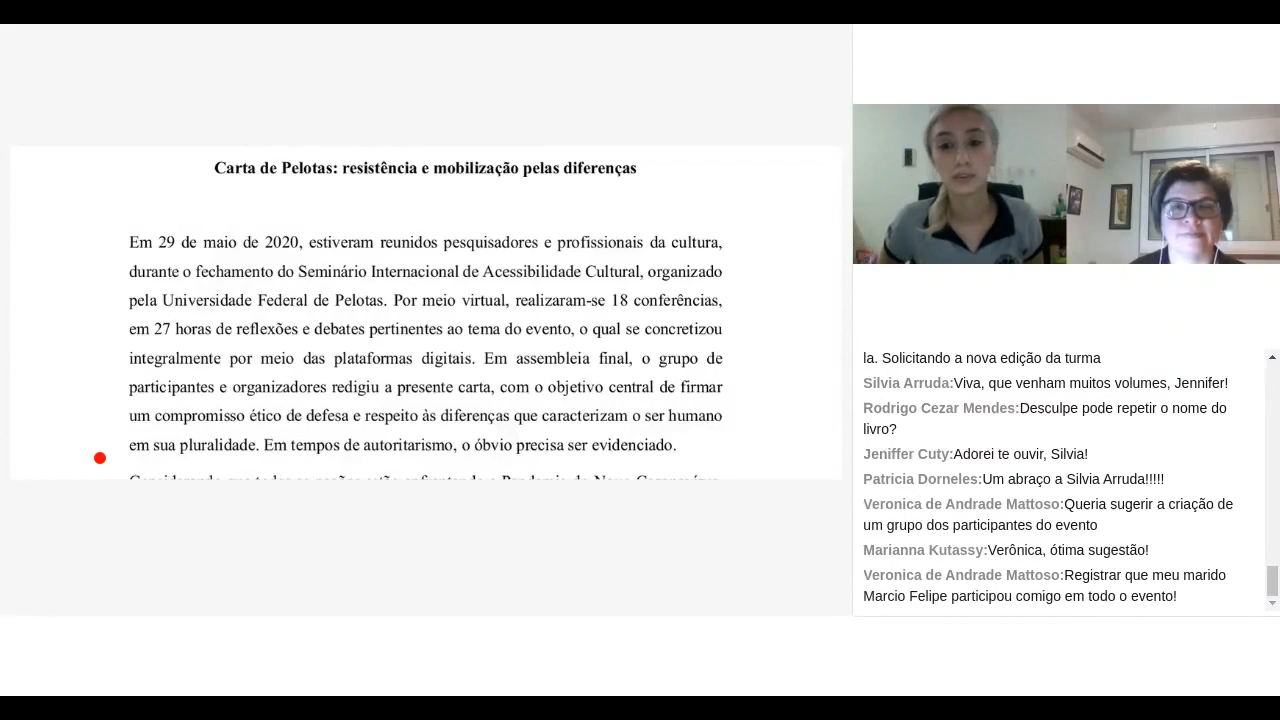 Carta de Pelotas: resistência e mobilização pelas diferenças
Em 29 de maio de 2020, estiveram reunidos pesquisadores e profissionais da cultura,
durante o fechamento do Seminário Internacional de Acessibilidade Cultural, organizado
pela Universidade Federal de Pelotas. Por meio virtual, realizaram-se 18 conferências,
em 27 horas de reflexões e debates pertinentes ao tema do evento, o qual se concretizou
integralmente por meio das plataformas digitais. Em assembleia final, o grupo de
participantes e organizadores redigiu a presente carta, com o objetivo central de firmar
um compromisso ético de defesa e respeito às diferenças que caracterizam o ser humano
em sua pluralidade. Em tempos de autoritarismo, o óbvio precisa ser evidenciado.
la. Solicitando a nova edição da turma
Silvia Arruda:Viva, que venham muitos volumes, Jennifer!
Rodrigo Cezar Mendes:Desculpe pode repetir o nome do
livro?
Jeniffer Cuty:Adorei te ouvir, Silvia!
Patricia Dorneles:Um abraço a Silvia Arruda!!!!!
Veronica de Andrade Mattoso:Queria sugerir a criação de
um grupo dos participantes do evento
Marianna Kutassy:Verônica, ótima sugestão!
Veronica de Andrade Mattoso:Registrar que meu marido
Marcio Felipe participou comigo em todo o evento!